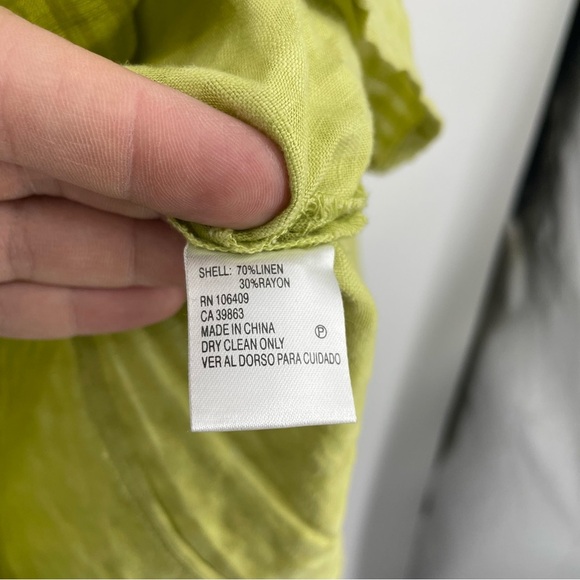 SHELL: 70%LINEN
30%RAYON
RN 106409
CA 39863
MADE IN CHINA Ⓟ
DRY CLEAN ONLY
VER AL DORSO PARA CUIDADO